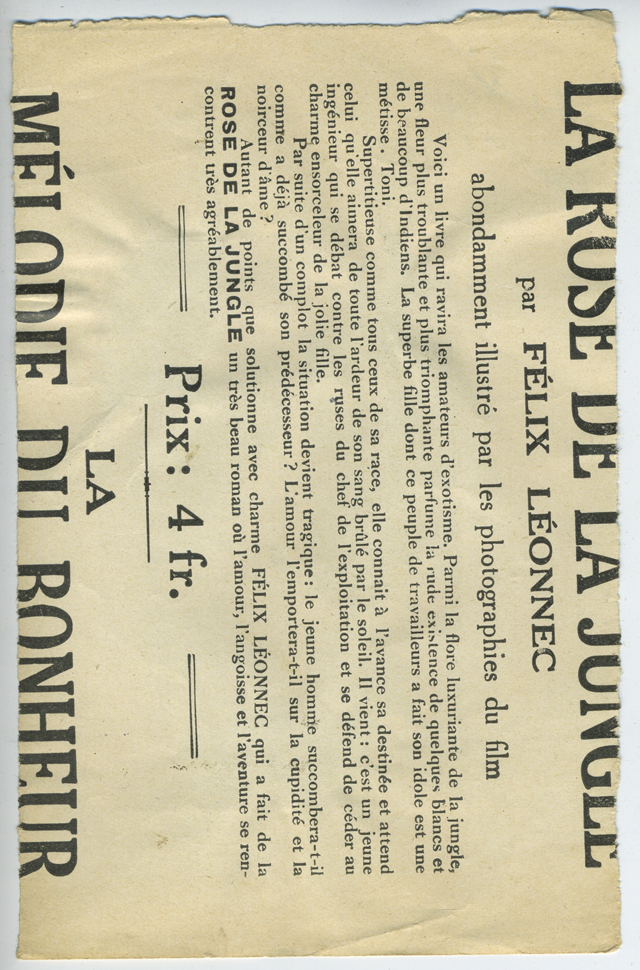 LA ROSE DE LA JUNGLE
par FÉLIX LÉONNEC
abondamment illustré par les photographies du film
Voici un livre qui ravira les amateurs d'exotisme. Parmi la flore luxuriante de la jungle,
une fleur plus troublante et plus triomphante parfume la rude existence de quelques blancs et
de beaucoup d'Indiens. La superbe fille dont ce peuple de travailleurs a fait son idole est une
métisse. Toni.
Supertitieuse comme tous ceux de sa race, elle connait à l'avance sa destinée et attend
celui qu'elle aimera de toute l'ardeur de son sang brûlé par le soleil. Il vient : c'est un jeune
ingénieur qui se débat contre les ruses du chef de l'exploitation et se défend de céder au
charme ensorceleur de la jolie fille.
Par suite d'un complot la situation devient tragique : le jeune homme succombera-t-il
comme a déjà succombé son prédécesseur ? L'amour l'emportera-t-il sur la cupidité et la
noirceur d'âme ?
Autant de points que solutionne avec charme FÉLIX LÉONNEC qui a fait de la
ROSE DE LA JUNGLE un très beau roman où l'amour, l'angoisse et l'aventure se ren-
contrent très agréablement.
Prix : 4 fr.
LA
MÉLODIE DU BONHEUR